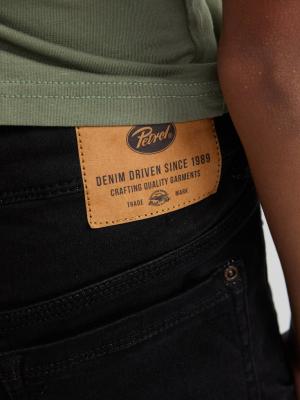 Petrol
DENIM DRIVEN SINCE 1989
CRAFTING QUALITY GARMENTS
TRADE MARK